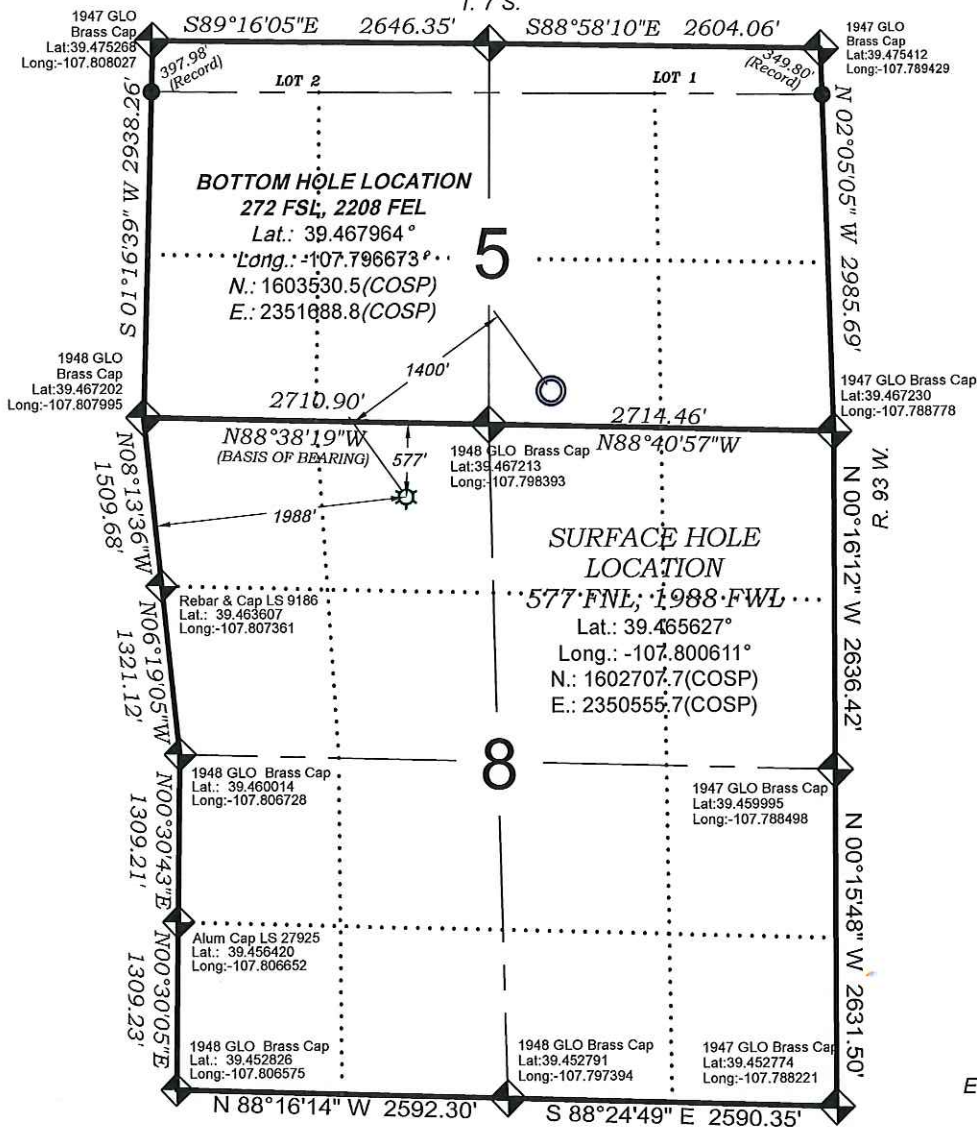 T. 7 S.
1947 GLO
Brass Cap
Lat:39.475268
Long:-107.808027
S89°16'05"E 2646.35'
S88°58'10"E 2604.06'
1947 GLO
Brass Cap
Lat:39.475412
Long:-107.789429
397.98'
(Record)
LOT 2
LOT 1
349.80'
(Record)
S 01°16'39" W 2938.26'
N 02°05'05" W 2985.69'
BOTTOM HOLE LOCATION
272 FSL, 2208 FEL
Lat.: 39.467964°
Long.: -107.796673°
N.: 1603530.5(COSP)
E.: 2351688.8(COSP)
5
1400'
1948 GLO
Brass Cap
Lat:39.467202
Long:-107.807995
2710.90'
N88°38'19"W
(BASIS OF BEARING)
2714.46'
N88°40'57"W
1947 GLO Brass Cap
Lat:39.467230
Long:-107.788778
1948 GLO Brass Cap
Lat:39.467213
Long:-107.798393
577'
1988'
R. 93 W.
N08°13'36"W
1509.68'
N 00°16'12" W 2636.42'
SURFACE HOLE
LOCATION
577 FNL, 1988 FWL
Lat.: 39.465627°
Long.: -107.800611°
N.: 1602707.7(COSP)
E.: 2350555.7(COSP)
Rebar & Cap LS 9186
Lat.: 39.463607
Long:-107.807361
N06°19'05"W
1321.12'
8
1948 GLO Brass Cap
Lat.: 39.460014
Long:-107.806728
1947 GLO Brass Cap
Lat:39.459995
Long:-107.788498
N00°30'43"E
1309.21'
N 00°15'48" W 2631.50'
Alum Cap LS 27925
Lat.: 39.456420
Long:-107.806652
N00°30'05"E
1309.23'
1948 GLO Brass Cap
Lat.: 39.452826
Long:-107.806575
1948 GLO Brass Cap
Lat:39.452791
Long:-107.797394
1947 GLO Brass Cap
Lat:39.452774
Long:-107.788221
E
N 88°16'14" W 2592.30'
S 88°24'49" E 2590.35'